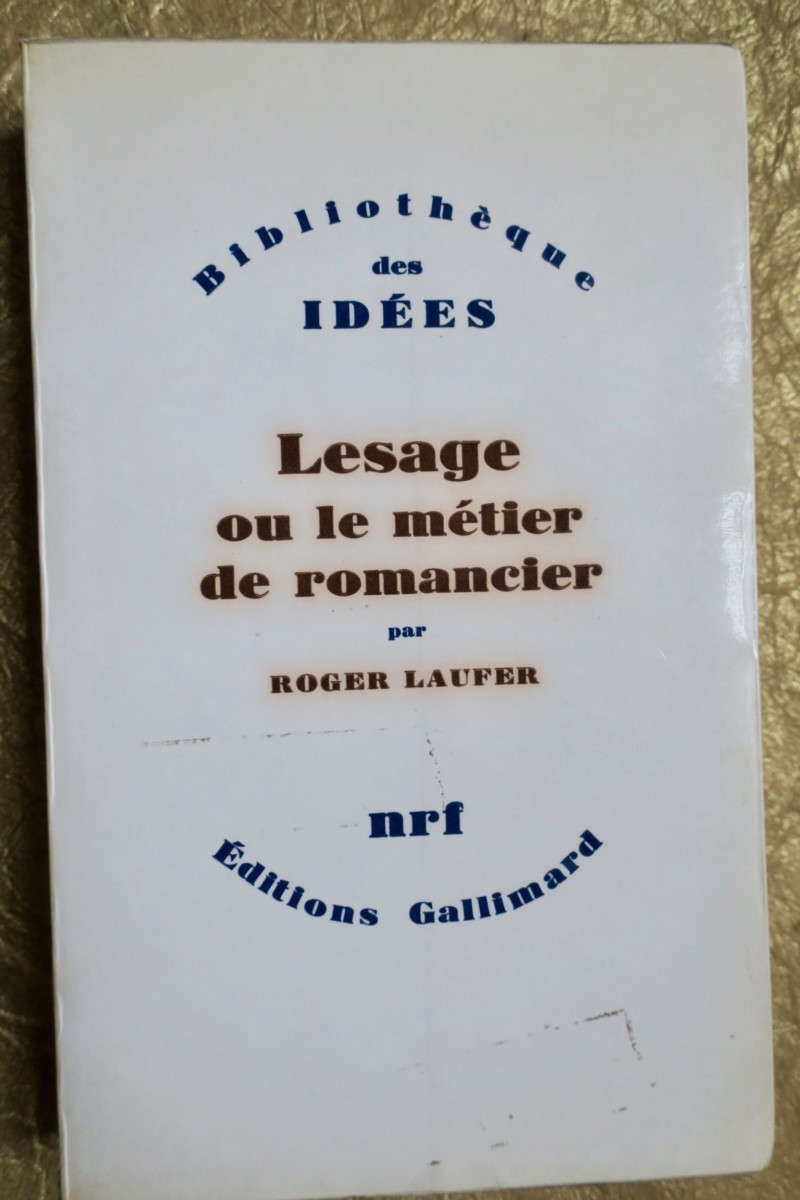 Bibliothèque
des
IDÉES
Lesage
ou le métier
de romancier
par
ROGER LAUFER
nrf
Éditions Gallimard